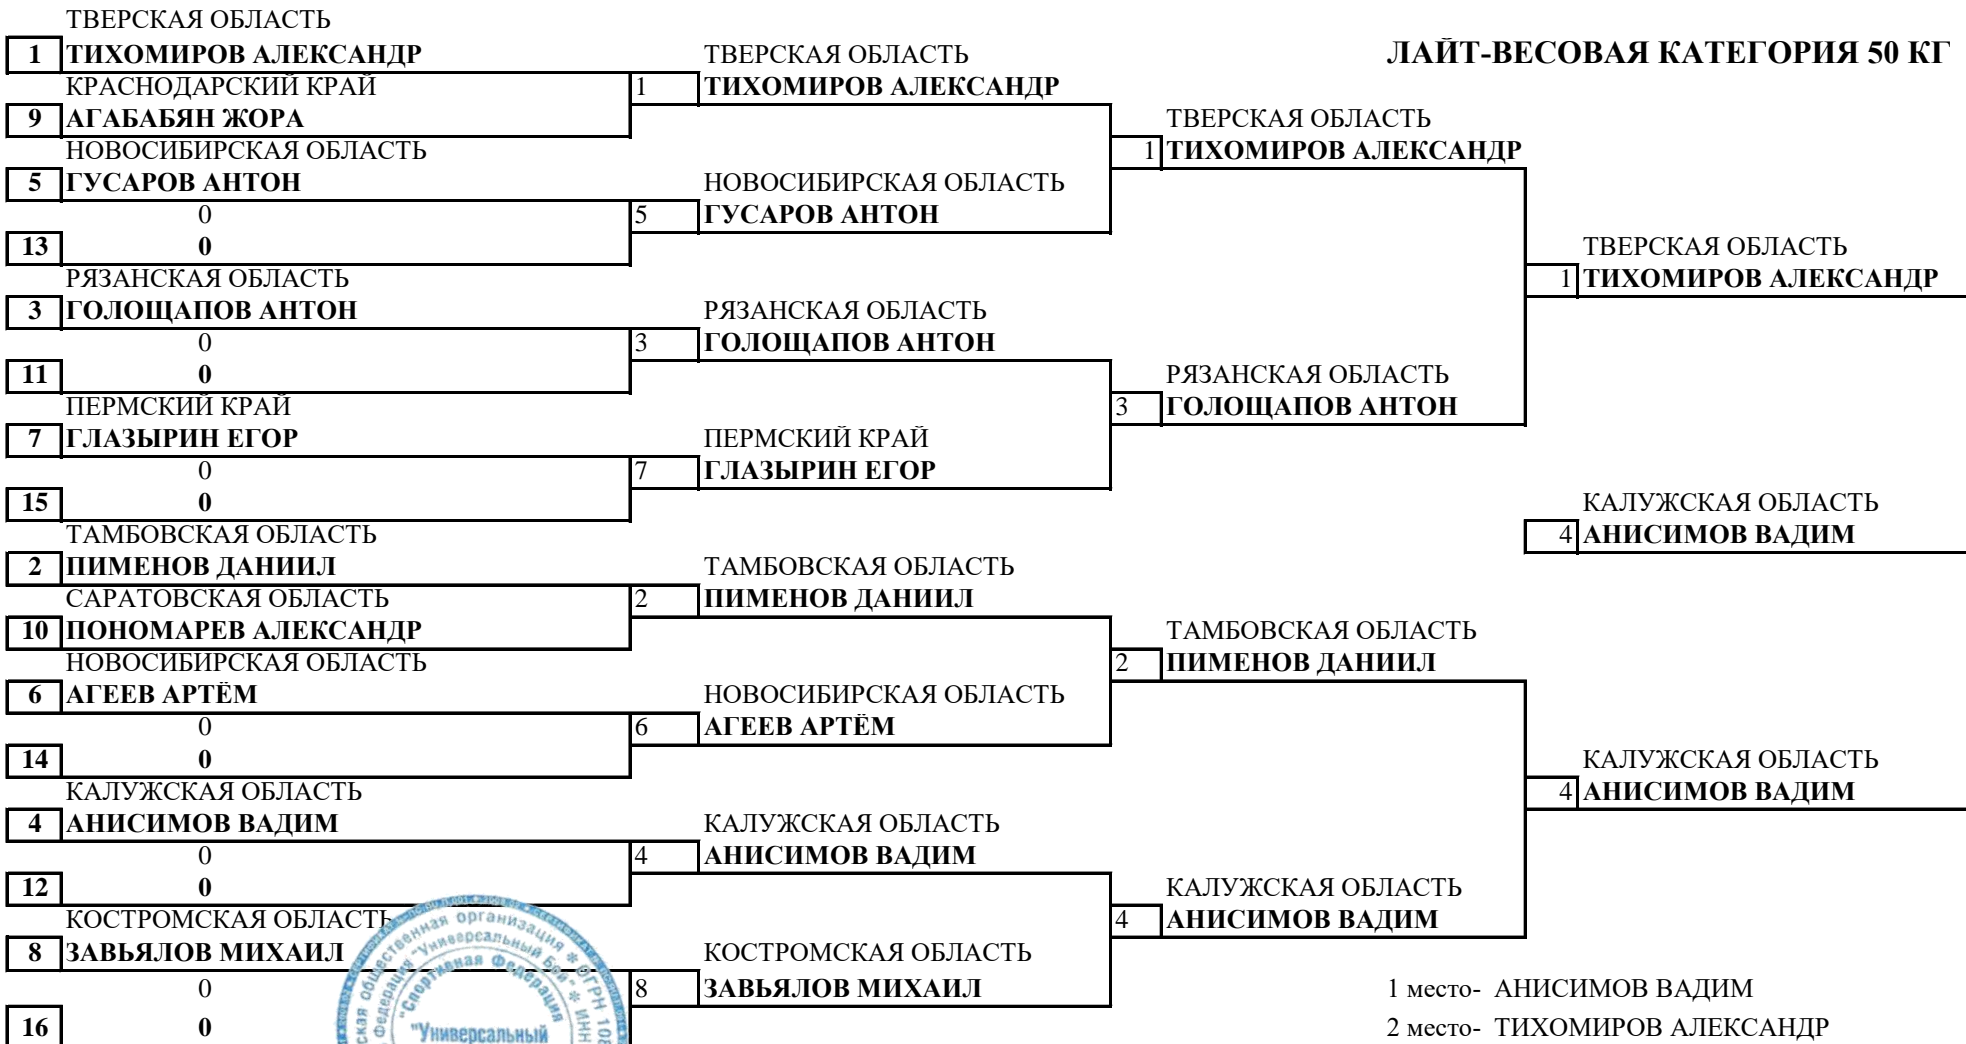 ТВЕРСКАЯ ОБЛАСТЬ
1 ТИХОМИРОВ АЛЕКСАНДР
КРАСНОДАРСКИЙ КРАЙ
9 АГАБАБЯН ЖОРА
НОВОСИБИРСКАЯ ОБЛАСТЬ
5 ГУСАРОВ АНТОН
0
13 0
РЯЗАНСКАЯ ОБЛАСТЬ
3 ГОЛОЩАПОВ АНТОН
0
11 0
ПЕРМСКИЙ КРАЙ
7 ГЛАЗЫРИН ЕГОР
0
15 0
ТАМБОВСКАЯ ОБЛАСТЬ
2 ПИМЕНОВ ДАНИИЛ
САРАТОВСКАЯ ОБЛАСТЬ
10 ПОНОМАРЕВ АЛЕКСАНДР
НОВОСИБИРСКАЯ ОБЛАСТЬ
6 АГЕЕВ АРТЁМ
0
14 0
КАЛУЖСКАЯ ОБЛАСТЬ
4 АНИСИМОВ ВАДИМ
0
12 0
КОСТРОМСКАЯ ОБЛАСТЬ
8 ЗАВЬЯЛОВ МИХАИЛ
0
16 0
ТВЕРСКАЯ ОБЛАСТЬ
1 ТИХОМИРОВ АЛЕКСАНДР
НОВОСИБИРСКАЯ ОБЛАСТЬ
5 ГУСАРОВ АНТОН
РЯЗАНСКАЯ ОБЛАСТЬ
3 ГОЛОЩАПОВ АНТОН
ПЕРМСКИЙ КРАЙ
7 ГЛАЗЫРИН ЕГОР
ТАМБОВСКАЯ ОБЛАСТЬ
2 ПИМЕНОВ ДАНИИЛ
НОВОСИБИРСКАЯ ОБЛАСТЬ
6 АГЕЕВ АРТЁМ
КАЛУЖСКАЯ ОБЛАСТЬ
4 АНИСИМОВ ВАДИМ
КОСТРОМСКАЯ ОБЛАСТЬ
8 ЗАВЬЯЛОВ МИХАИЛ
ТВЕРСКАЯ ОБЛАСТЬ
1 ТИХОМИРОВ АЛЕКСАНДР
РЯЗАНСКАЯ ОБЛАСТЬ
3 ГОЛОЩАПОВ АНТОН
ТАМБОВСКАЯ ОБЛАСТЬ
2 ПИМЕНОВ ДАНИИЛ
КАЛУЖСКАЯ ОБЛАСТЬ
4 АНИСИМОВ ВАДИМ
ЛАЙТ-ВЕСОВАЯ КАТЕГОРИЯ 50 КГ
ТВЕРСКАЯ ОБЛАСТЬ
1 ТИХОМИРОВ АЛЕКСАНДР
КАЛУЖСКАЯ ОБЛАСТЬ
4 АНИСИМОВ ВАДИМ
КАЛУЖСКАЯ ОБЛАСТЬ
4 АНИСИМОВ ВАДИМ
1 место- АНИСИМОВ ВАДИМ
2 место- ТИХОМИРОВ АЛЕКСАНДР
организация * ОГРН
"Универсальный Бой" * ИНН
"Спортивная Федерация
"Универсальный